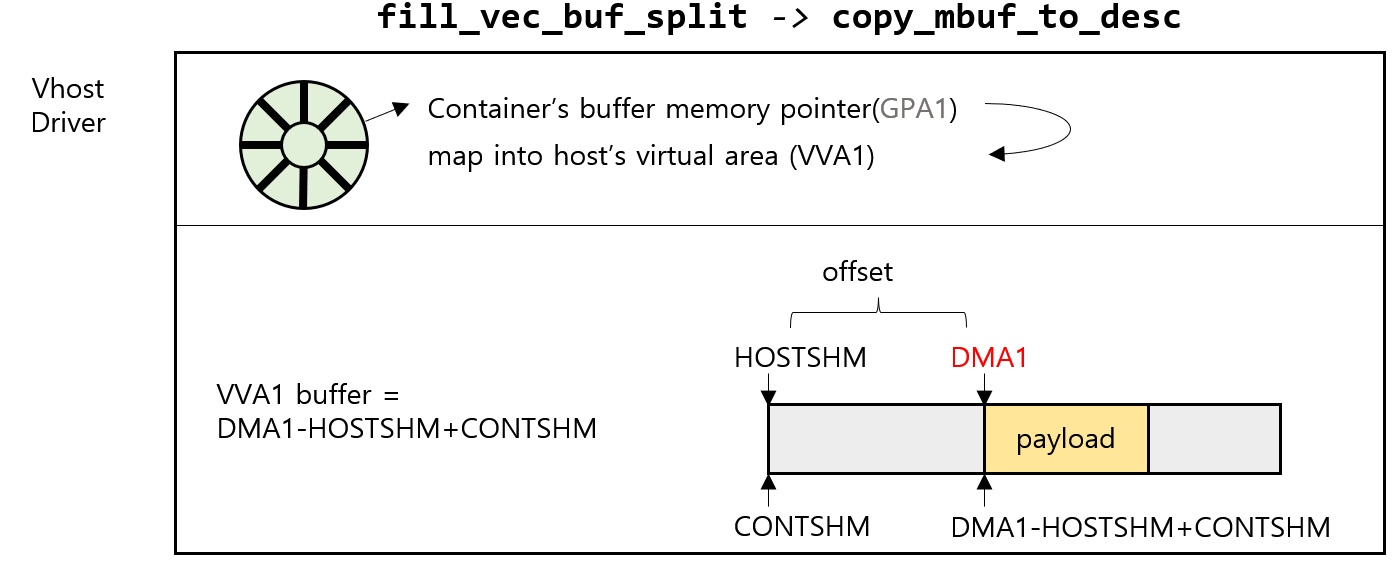 fill_vec_buf_split -> copy_mbuf_to_desc
Vhost
Driver
Container’s buffer memory pointer(GPA1)
map into host’s virtual area (VVA1)
offset
HOSTSHM
DMA1
VVA1 buffer =
DMA1-HOSTSHM+CONTSHM
payload
CONTSHM
DMA1-HOSTSHM+CONTSHM